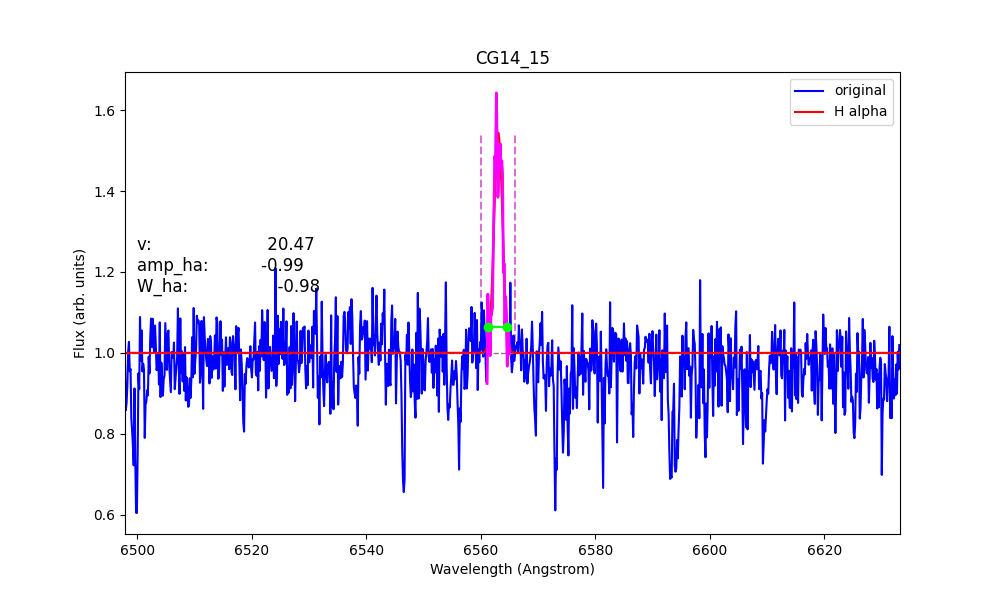 CG14_15
original
H alpha
v: 20.47
amp_ha: -0.99
W_ha: -0.98
Flux (arb. units)
1.6
1.4
1.2
1.0
0.8
0.6
6500 6520 6540 6560 6580 6600 6620
Wavelength (Angstrom)